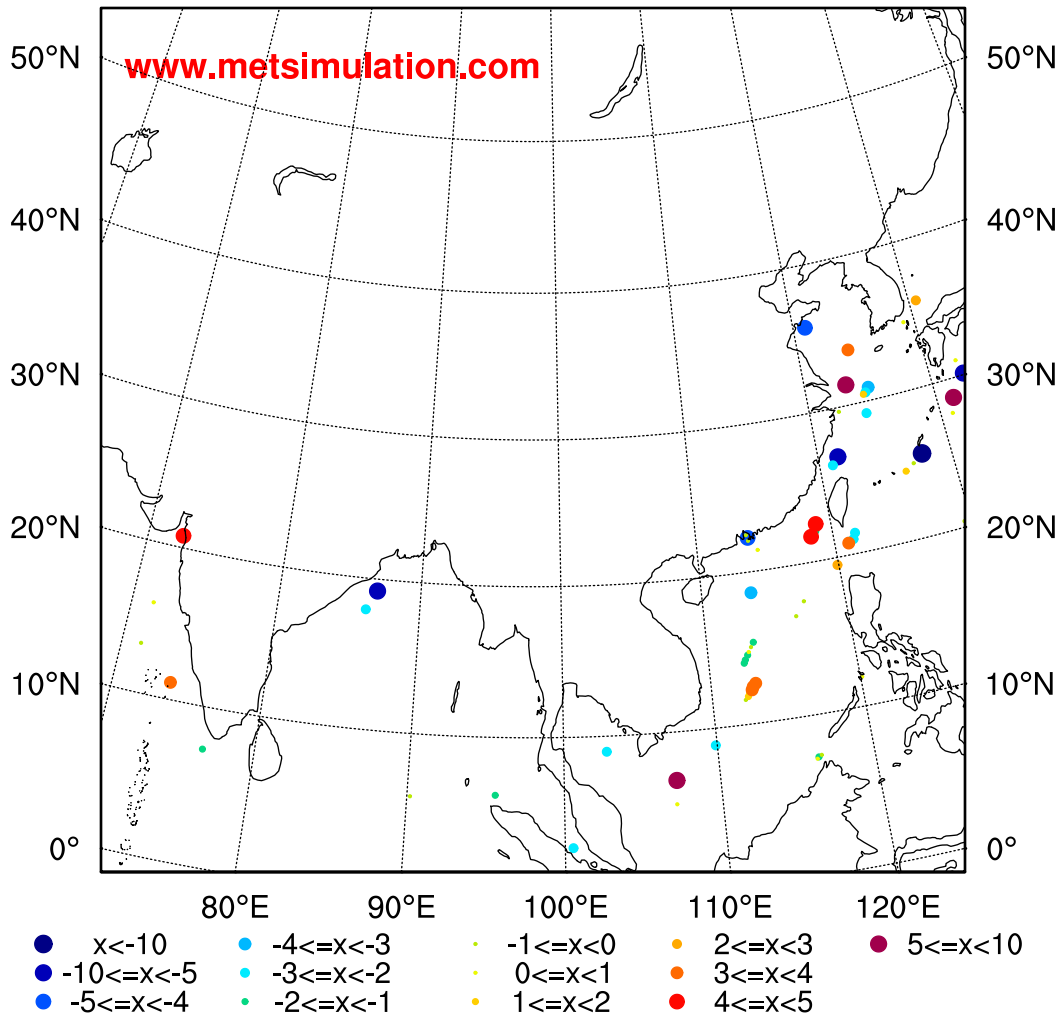 www.metsimulation.com
50°N 50°N
40°N 40°N
30°N 30°N
20°N 20°N
10°N 10°N
0° 0°
80°E 90°E 100°E 110°E 120°E
x<-10 -4<=x<-3 -1<=x<0 2<=x<3 5<=x<10
-10<=x<-5 -3<=x<-2 0<=x<1 3<=x<4
-5<=x<-4 -2<=x<-1 1<=x<2 4<=x<5